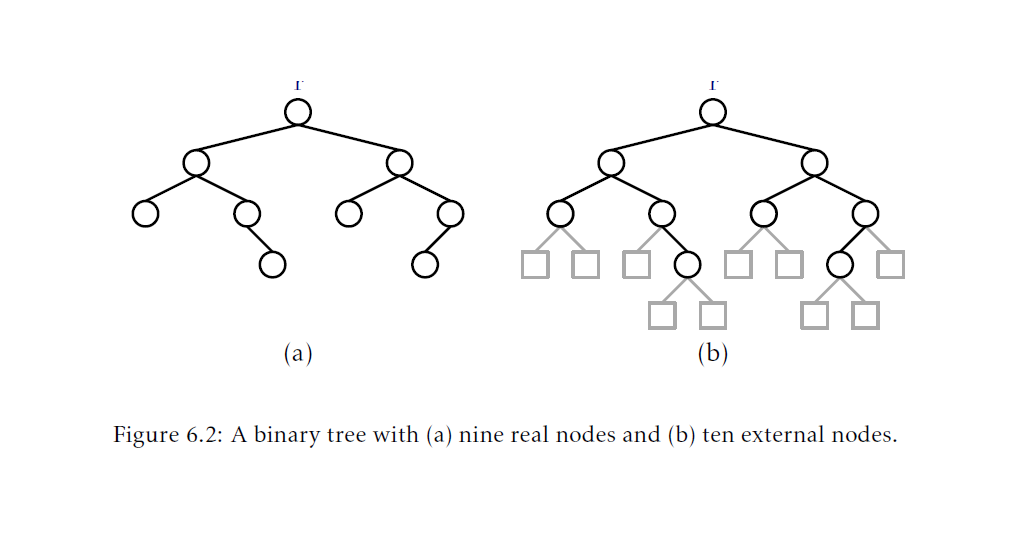 r r
(a) (b)
Figure 6.2: A binary tree with (a) nine real nodes and (b) ten external nodes.